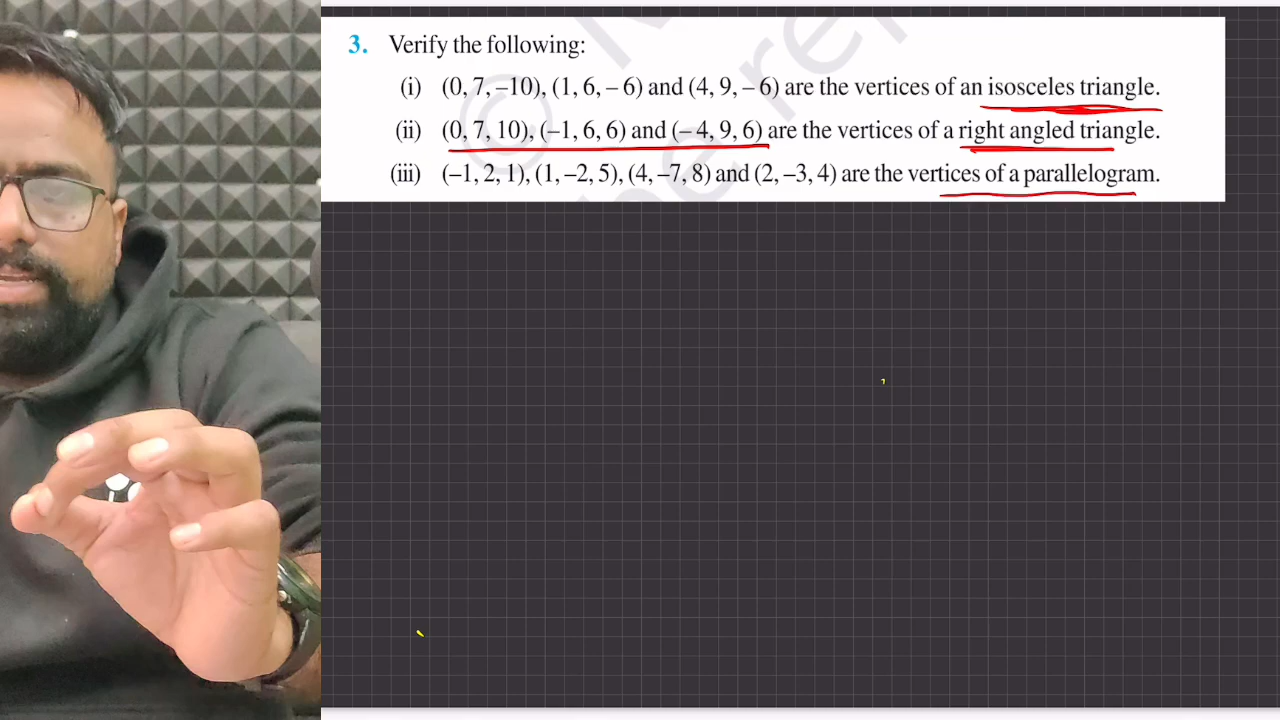 3. Verify the following:
(i) (0, 7, –10), (1, 6, – 6) and (4, 9, – 6) are the vertices of an isosceles triangle.
(ii) (0, 7, 10), (–1, 6, 6) and (– 4, 9, 6) are the vertices of a right angled triangle.
(iii) (–1, 2, 1), (1, –2, 5), (4, –7, 8) and (2, –3, 4) are the vertices of a parallelogram.